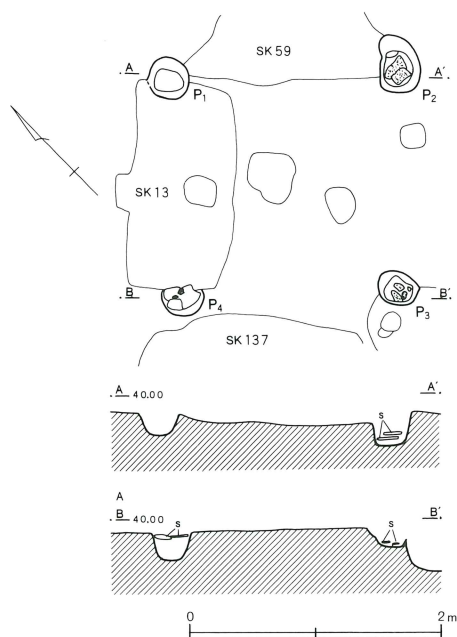 SK 59
A A′
P1 P2
SK 13
B B′
P4 P3
SK 137
A 40.00 A′
S
A
B 40.00 B′
S S
0 2 m